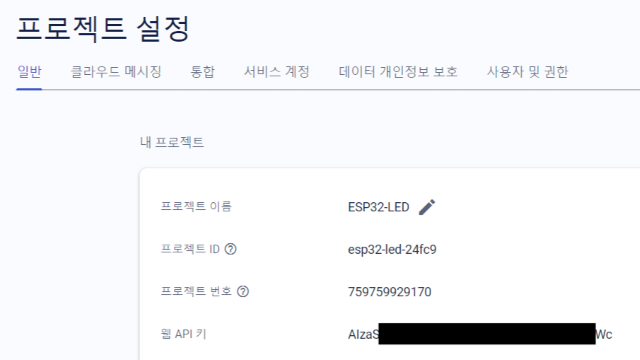 프로젝트 설정
일반 클라우드 메시징 통합 서비스 계정 데이터 개인정보 보호 사용자 및 권한
내 프로젝트
프로젝트 이름 ESP32-LED
프로젝트 ID esp32-led-24fc9
프로젝트 번호 759759929170
웹 API 키 AIzaS Wc